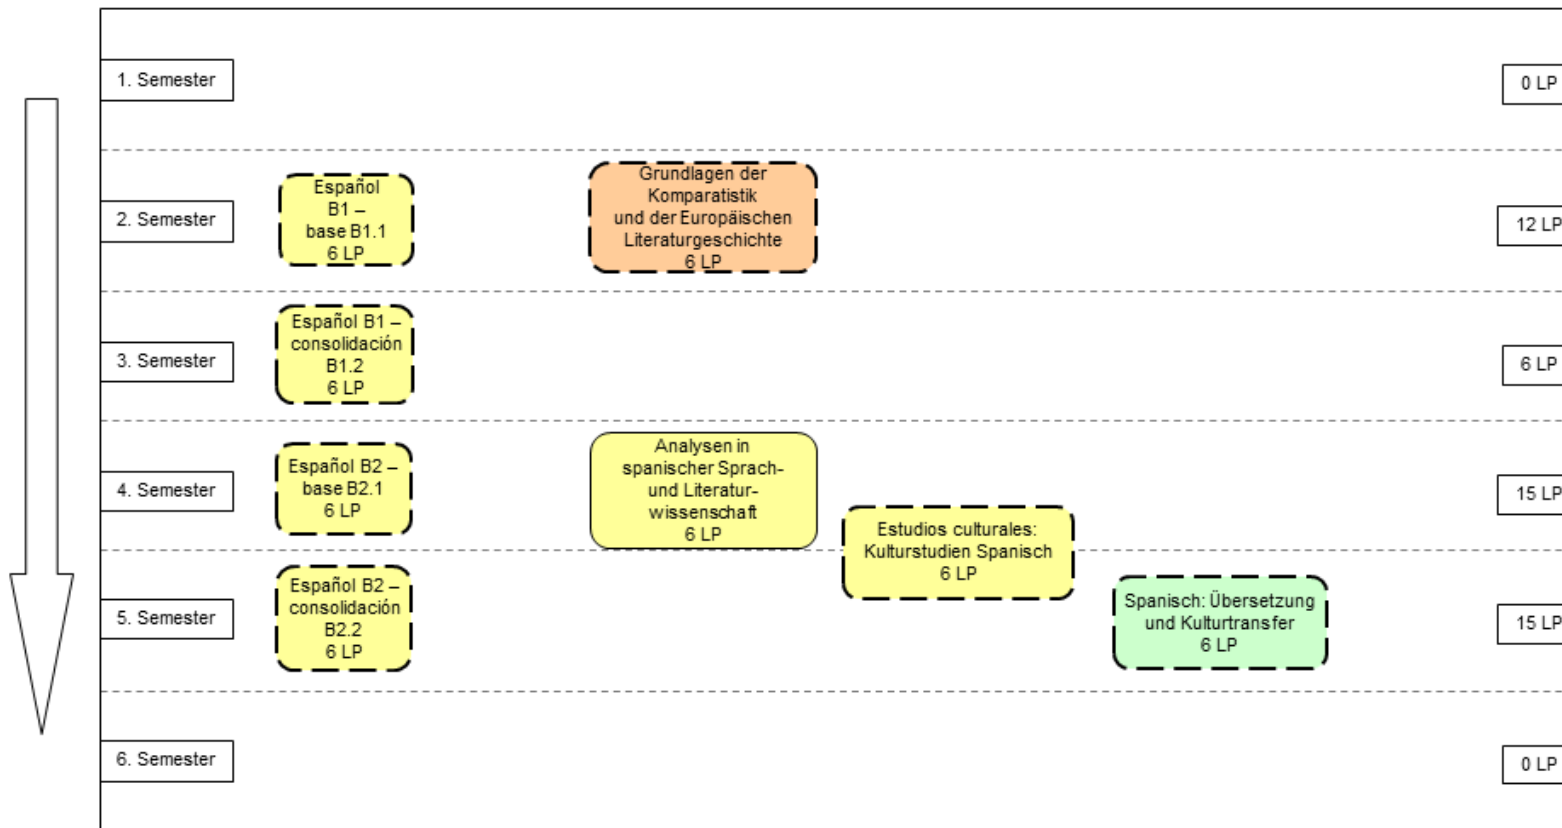 1. Semester
0 LP
2. Semester
Español
B1 –
base B1.1
6 LP
Grundlagen der
Komparatistik
und der Europäischen
Literaturgeschichte
6 LP
12 LP
3. Semester
Español B1 –
consolidación
B1.2
6 LP
6 LP
4. Semester
Español B2 –
base B2.1
6 LP
Analysen in
spanischer Sprach-
und Literatur-
wissenschaft
6 LP
Estudios culturales:
Kulturstudien Spanisch
6 LP
15 LP
5. Semester
Español B2 –
consolidación
B2.2
6 LP
Spanisch: Übersetzung
und Kulturtransfer
6 LP
15 LP
6. Semester
0 LP